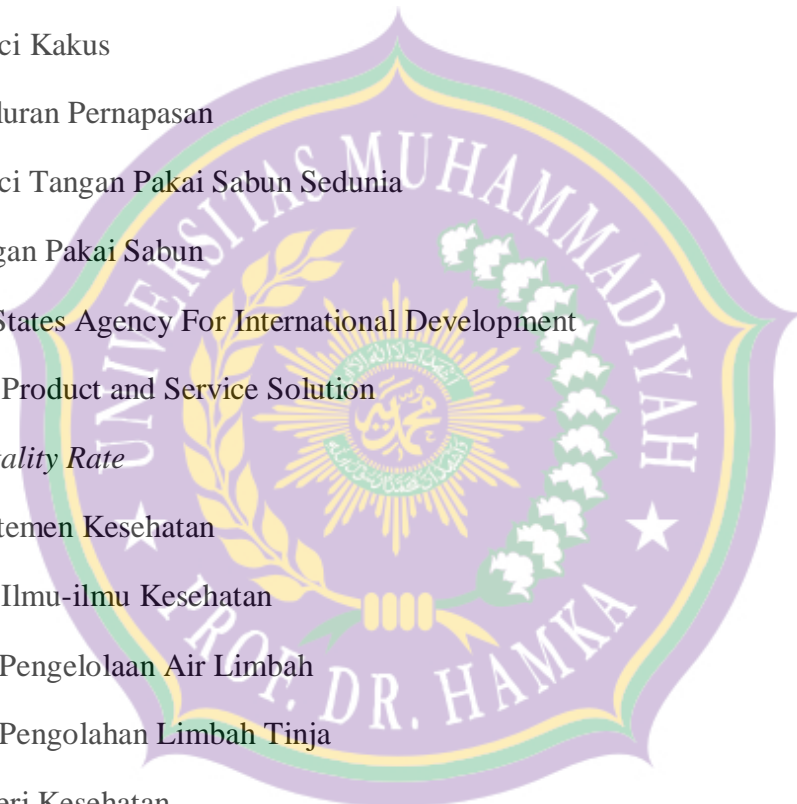 ci Kakus
luran Pernapasan
ci Tangan Pakai Sabun Sedunia
gan Pakai Sabun
States Agency For International Development
Product and Service Solution
ality Rate
temen Kesehatan
Ilmu-ilmu Kesehatan
Pengelolaan Air Limbah
Pengolahan Limbah Tinja
eri Kesehatan
UNIVERSITAS MUHAMMADIYAH
PROF. DR. HAMKA